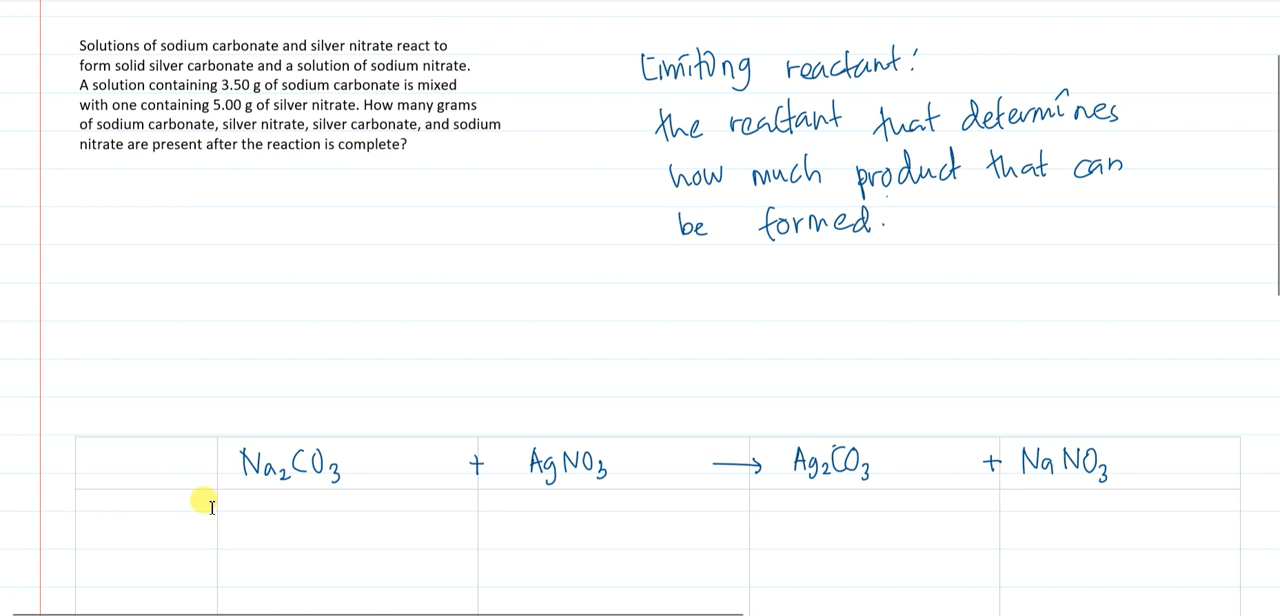 Solutions of sodium carbonate and silver nitrate react to
form solid silver carbonate and a solution of sodium nitrate.
A solution containing 3.50 g of sodium carbonate is mixed
with one containing 5.00 g of silver nitrate. How many grams
of sodium carbonate, silver nitrate, silver carbonate, and sodium
nitrate are present after the reaction is complete?
Limiting reactant:
the reactant that determines
how much product that can
be formed.
Na₂CO₃ + AgNO₃ → Ag₂CO₃ + NaNO₃